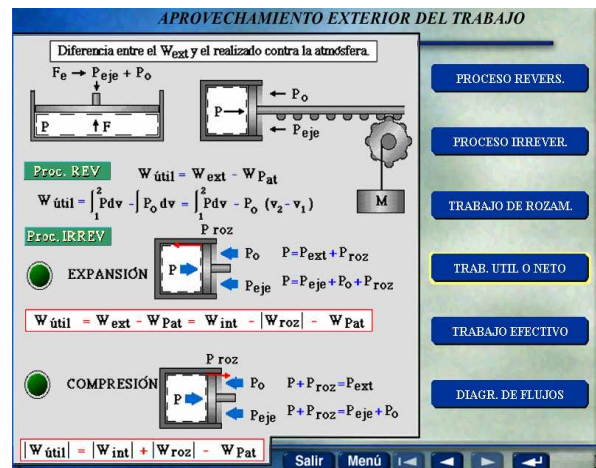 APROVECHAMIENTO EXTERIOR DEL TRABAJO
Diferencia entre el Wext y el realizado contra la atmósfera.
Fe → Peje + Po
P
F
P
Po
Peje
M
Proc. REV
W útil = W ext - W Pat
W útil = ∫₁² Pdv - ∫ Po dv = ∫₁² Pdv - Po (v2 - v1)
Proc. IRREV
P roz
EXPANSIÓN
P
Po
Peje
P=Pext+Proz
P=Peje+Po+Proz
W útil = W ext - W Pat = W int - |W roz| - W Pat
P roz
COMPRESIÓN
P
Po
Peje
P+Proz=Pext
P+Proz=Peje+Po
|W útil| = |W int| + |W roz| - W Pat
PROCESO REVERS.
PROCESO IRREVER.
TRABAJO DE ROZAM.
TRAB. UTIL O NETO
TRABAJO EFECTIVO
DIAGR. DE FLUJOS
Salir
Menú